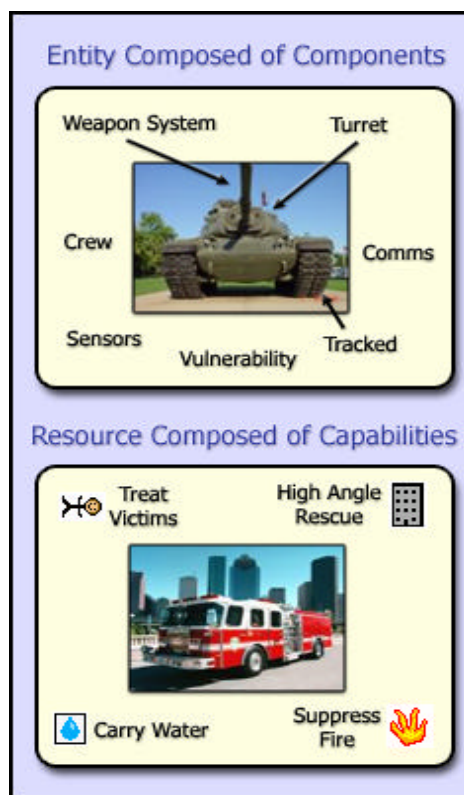 Entity Composed of Components
Weapon System
Turret
Crew
Comms
Sensors
Vulnerability
Tracked
Resource Composed of Capabilities
Treat
Victims
High Angle
Rescue
Carry Water
Suppress
Fire